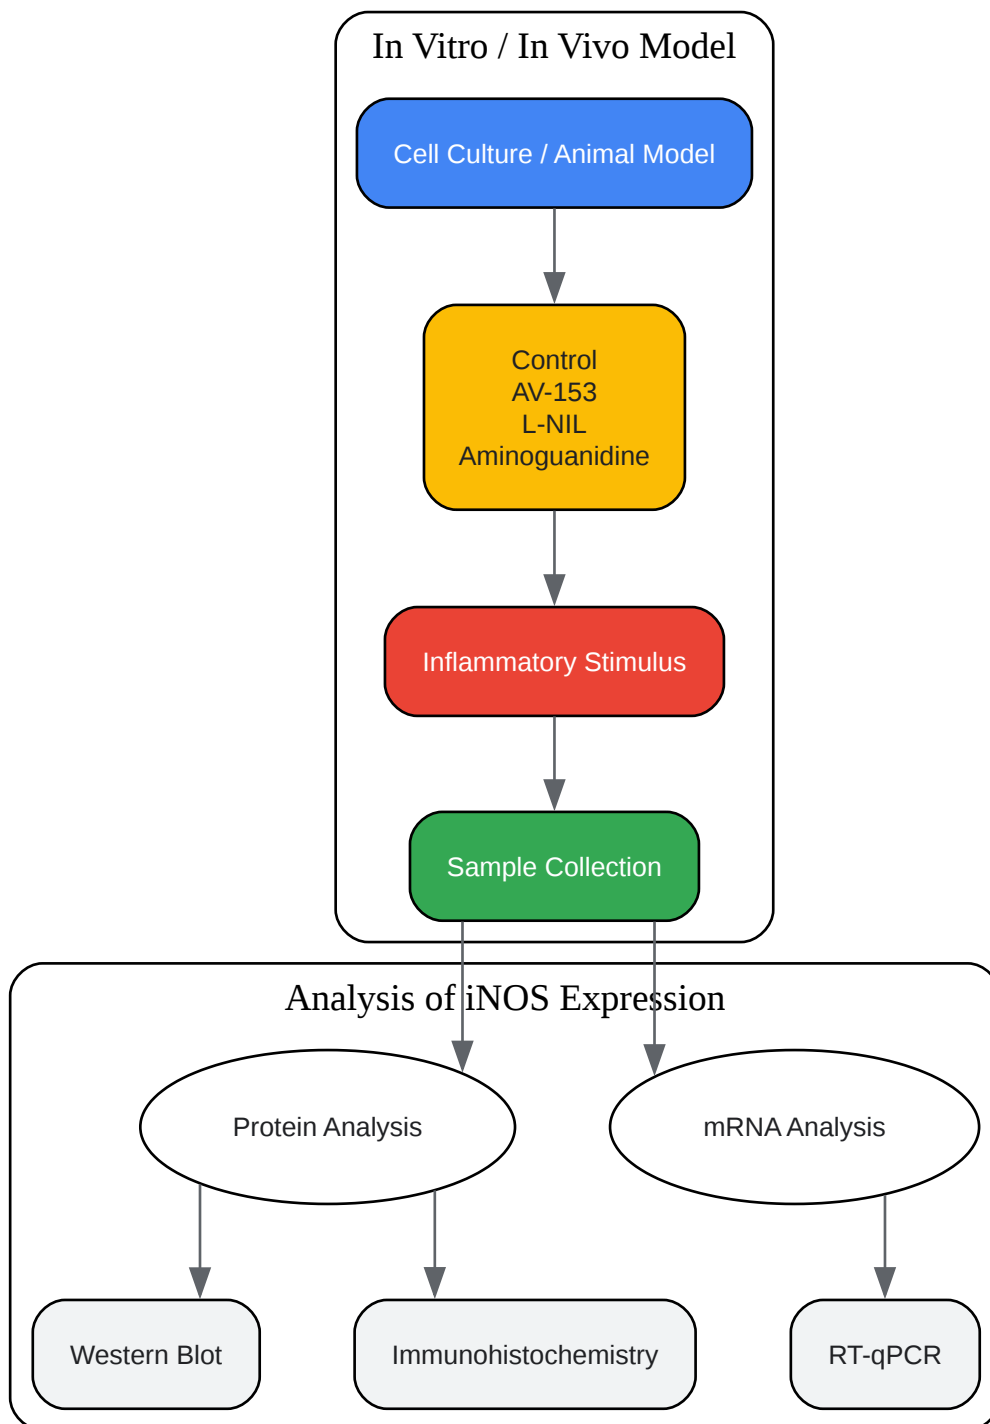 In Vitro / In Vivo Model
Cell Culture / Animal Model
Control
AV-153
L-NIL
Aminoguanidine
Inflammatory Stimulus
Sample Collection
Analysis of iNOS Expression
Protein Analysis
mRNA Analysis
Western Blot
Immunohistochemistry
RT-qPCR